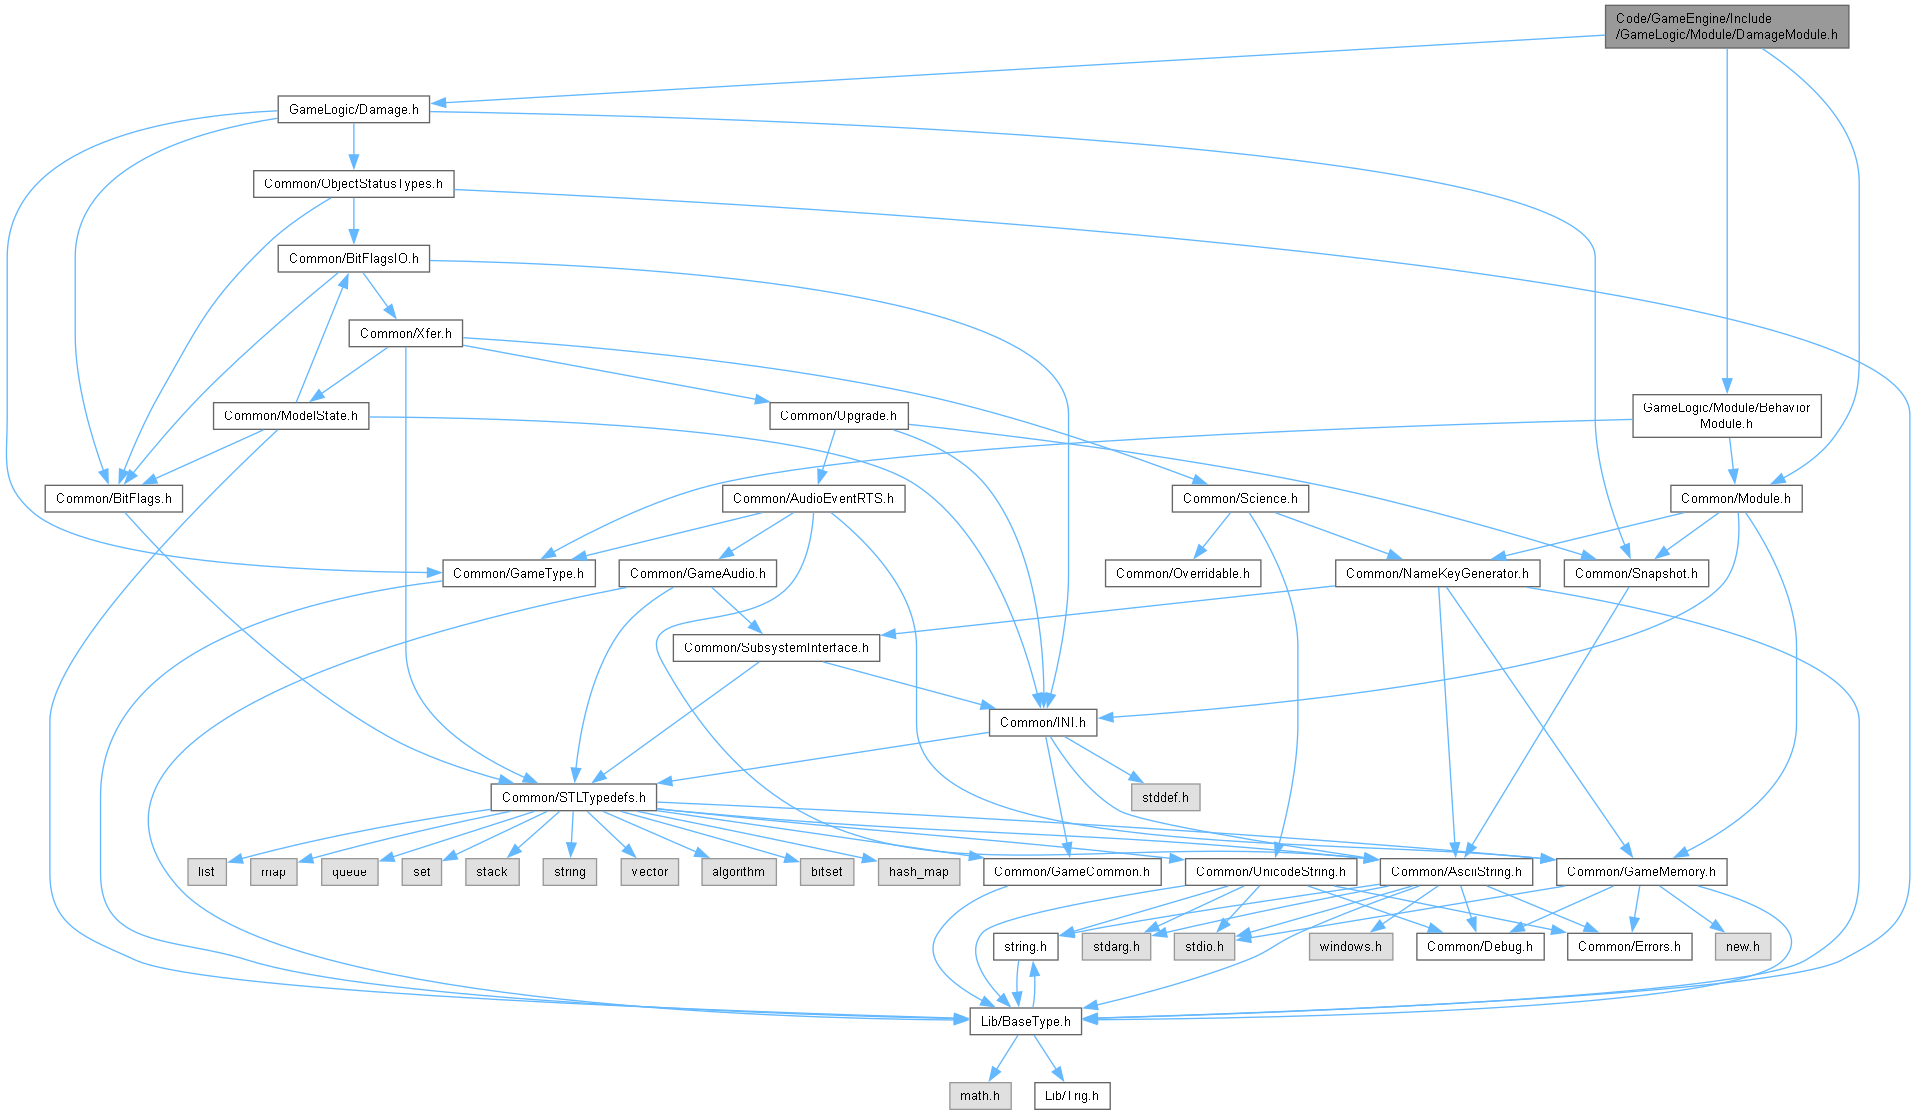 Code/GameEngine/Include
/GameLogic/Module/DamageModule.h
GameLogic/Damage.h
Common/ObjectStatusTypes.h
Common/BitFlagsIO.h
Common/Xfer.h
Common/ModelState.h
Common/Upgrade.h
GameLogic/Module/Behavior
Module.h
Common/BitFlags.h
Common/AudioEventRTS.h
Common/Science.h
Common/Module.h
Common/GameType.h
Common/GameAudio.h
Common/Overridable.h
Common/NameKeyGenerator.h
Common/Snapshot.h
Common/SubsystemInterface.h
Common/INI.h
Common/STLTypedefs.h
stddef.h
list
map
queue
set
stack
string
vector
algorithm
bitset
hash_map
Common/GameCommon.h
Common/UnicodeString.h
Common/AsciiString.h
Common/GameMemory.h
string.h
stdarg.h
stdio.h
windows.h
Common/Debug.h
Common/Errors.h
new.h
Lib/BaseType.h
math.h
Lib/Trig.h